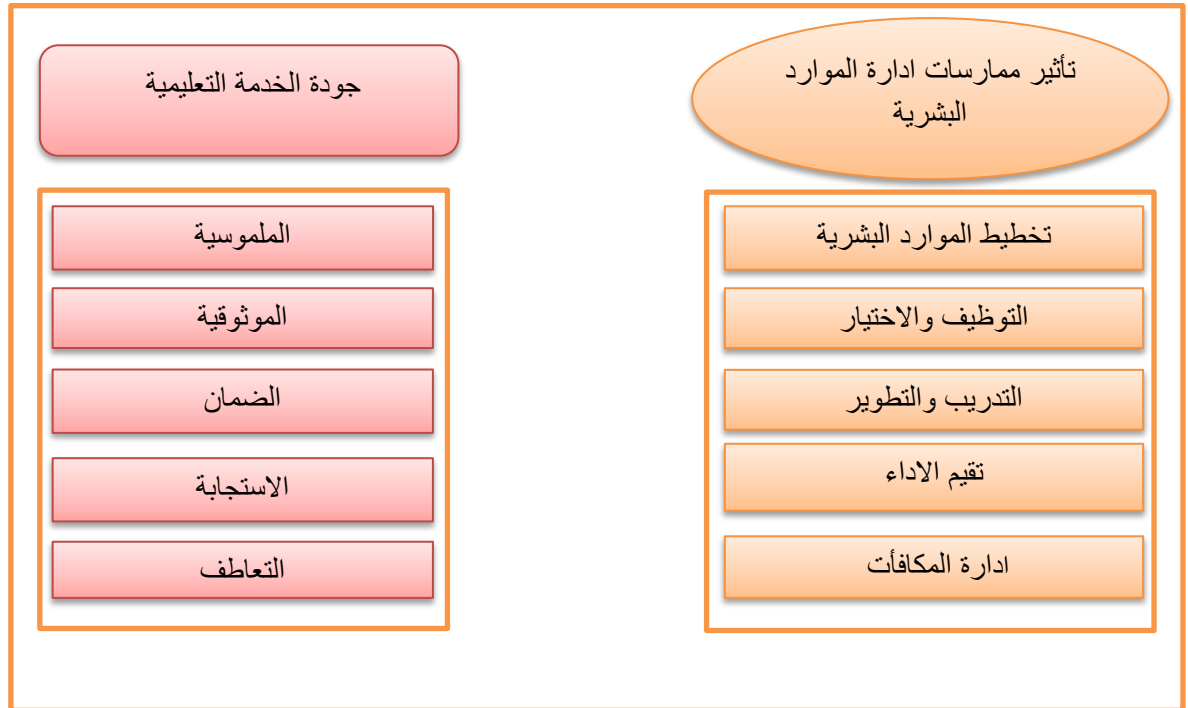 تأثير ممارسات ادارة الموارد
البشرية
تخطيط الموارد البشرية
التوظيف والاختيار
التدريب والتطوير
تقيم الاداء
ادارة المكافأت
جودة الخدمة التعليمية
الملموسية
الموثوقية
الضمان
الاستجابة
التعاطف